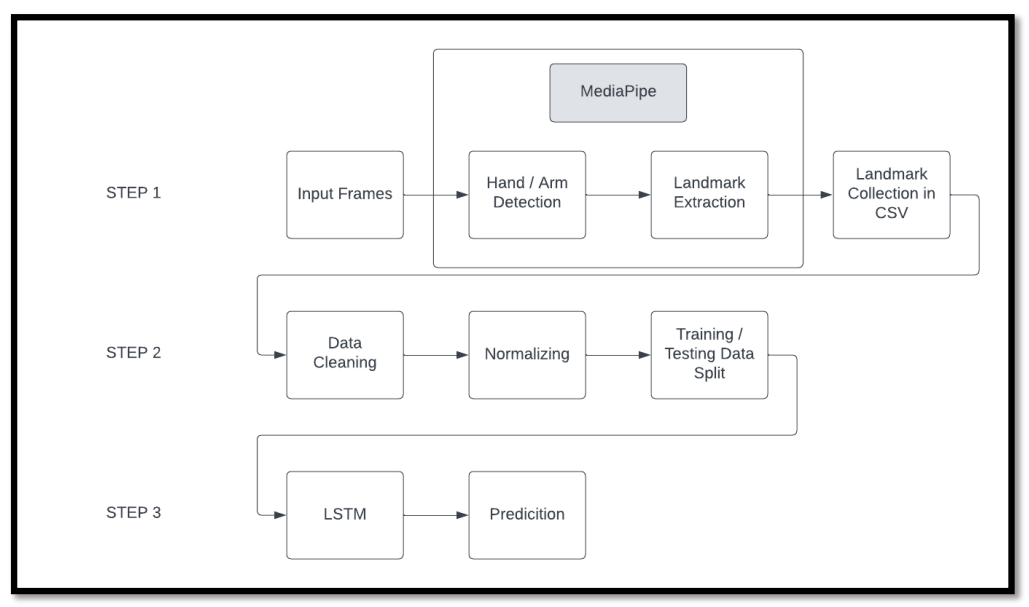 MediaPipe
STEP 1
Input Frames
Hand / Arm
Detection
Landmark
Extraction
Landmark
Collection in
CSV
STEP 2
Data
Cleaning
Normalizing
Training /
Testing Data
Split
STEP 3
LSTM
Predicition